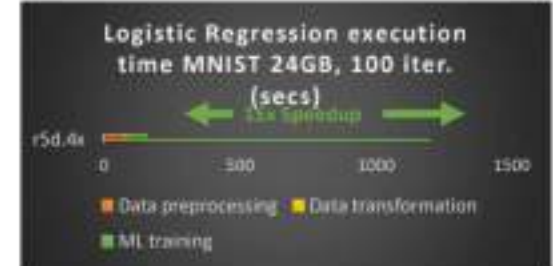 Logistic Regression execution
time MNIST 24GB, 100 iter.
(secs)
Speedup
r5d.4x
0 500 1000 1500
Data preprocessing Data transformation
ML training